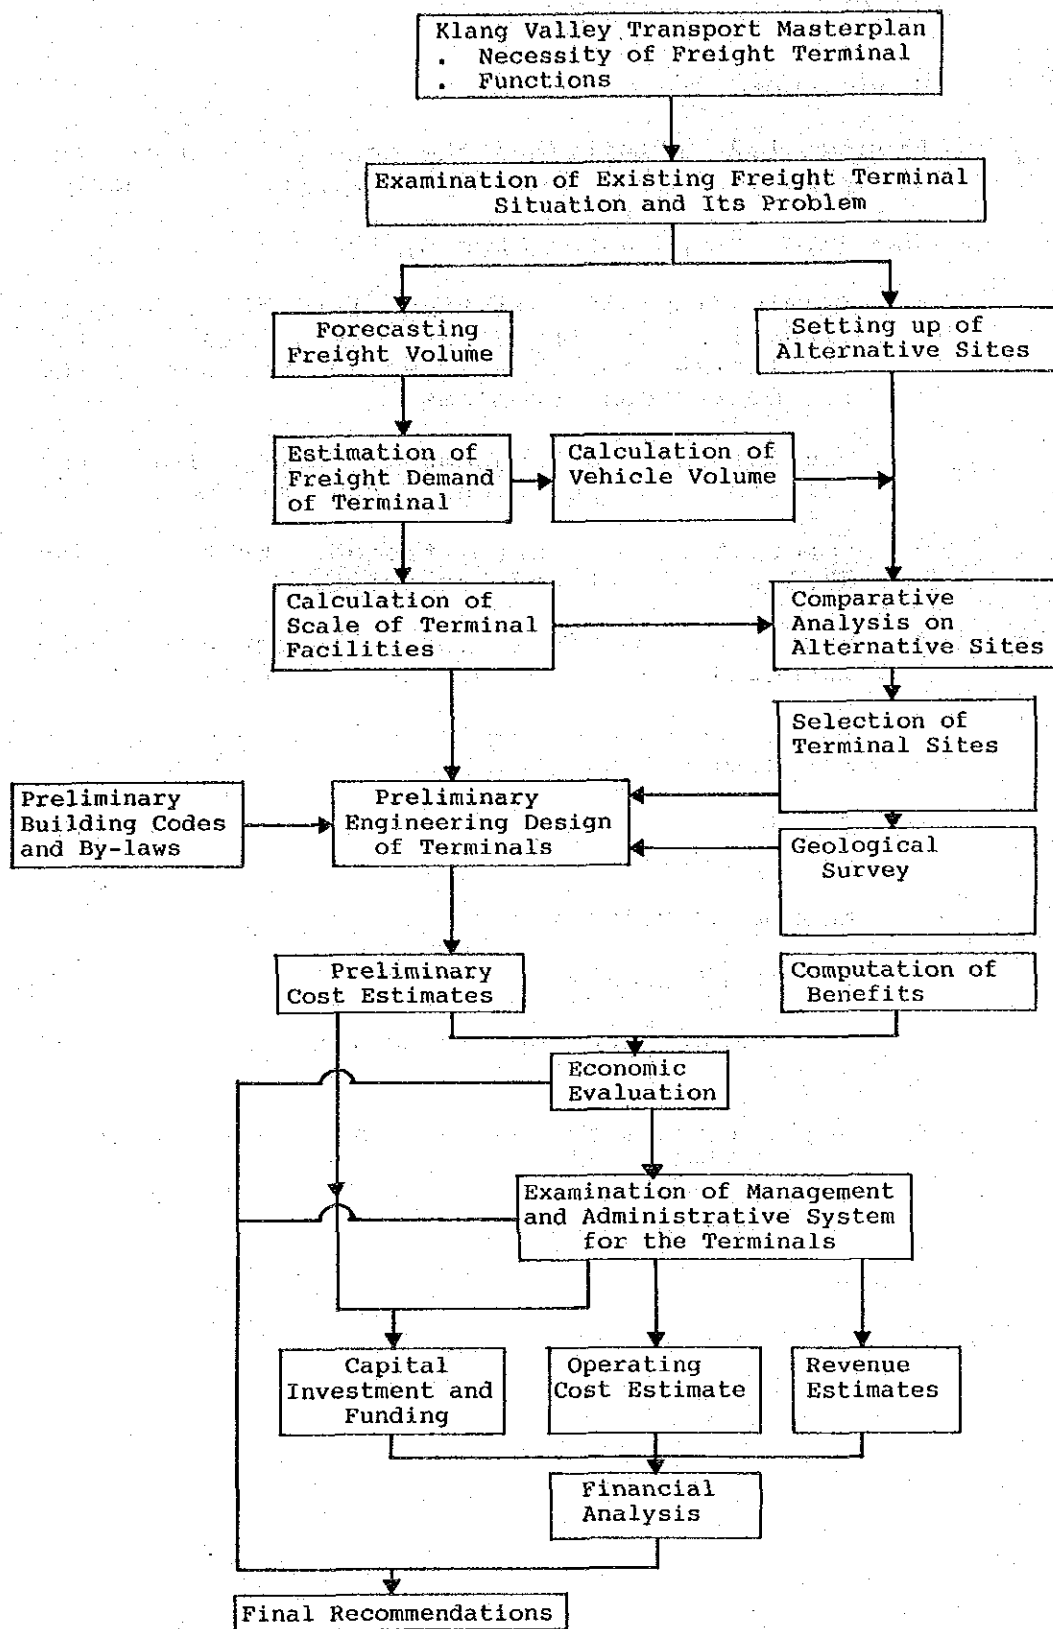 Klang Valley Transport Masterplan
. Necessity of Freight Terminal
. Functions
Examination of Existing Freight Terminal
Situation and Its Problem
Forecasting
Freight Volume
Setting up of
Alternative Sites
Estimation of
Freight Demand
of Terminal
Calculation of
Vehicle Volume
Calculation of
Scale of Terminal
Facilities
Comparative
Analysis on
Alternative Sites
Selection of
Terminal Sites
Preliminary
Building Codes
and By-laws
Preliminary
Engineering Design
of Terminals
Geological
Survey
Preliminary
Cost Estimates
Computation of
Benefits
Economic
Evaluation
Examination of Management
and Administrative System
for the Terminals
Capital
Investment and
Funding
Operating
Cost Estimate
Revenue
Estimates
Financial
Analysis
Final Recommendations